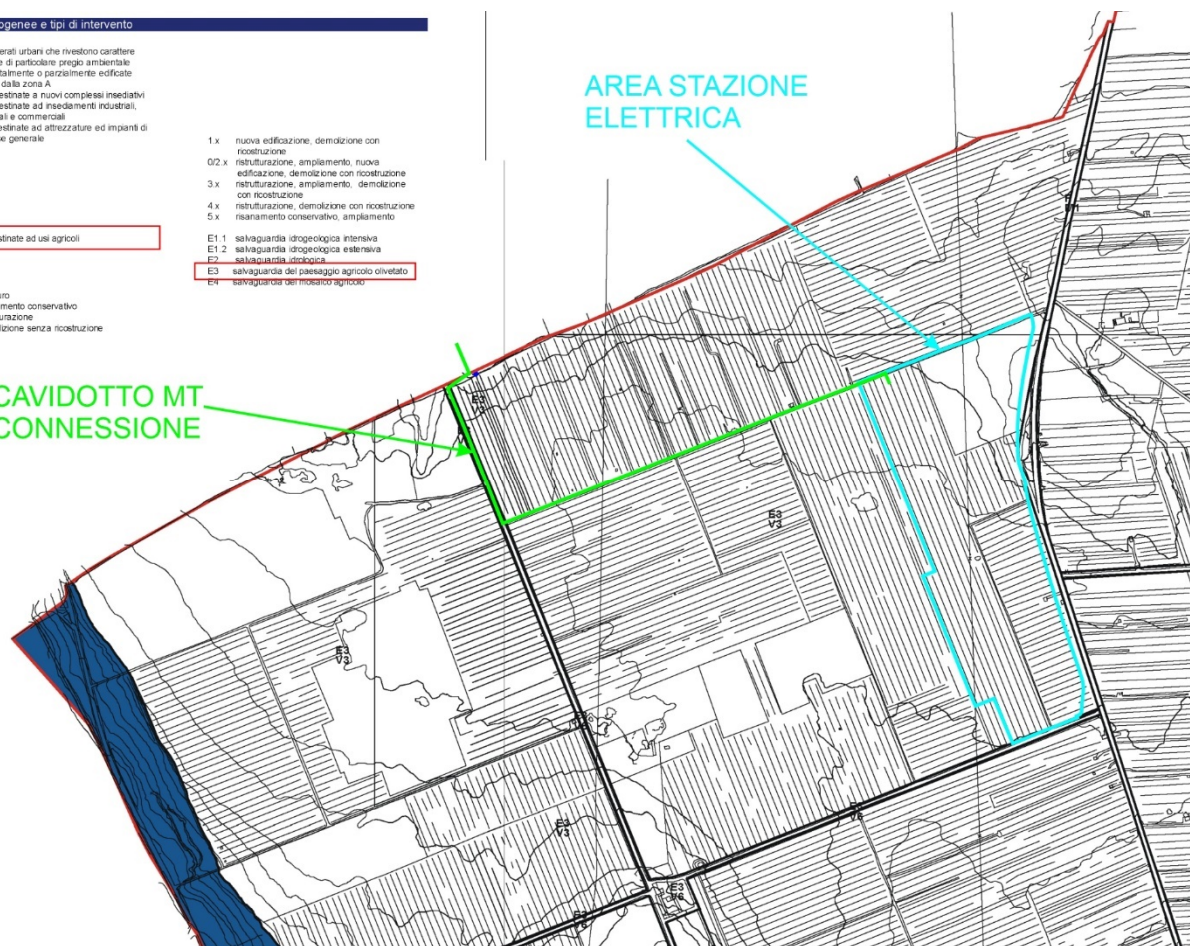 ogenee e tipi di intervento
erati urbani che rivestono carattere
e di particolare pregio ambientale
talmente o parzialmente edificate
dalla zona A
estinate a nuovi complessi insediativi
estinate ad insediamenti industriali,
ali e commerciali
estinate ad attrezzature ed impianti di
se generale
stinate ad usi agricoli
ro
mento conservativo
urazione
lizione senza ricostruzione
1.x nuova edificazione, demolizione con
ricostruzione
0/2.x ristrutturazione, ampliamento, nuova
edificazione, demolizione con ricostruzione
3.x ristrutturazione, ampliamento, demolizione
con ricostruzione
4.x ristrutturazione, demolizione con ricostruzione
5.x risanamento conservativo, ampliamento
E1.1 salvaguardia idrogeologica intensiva
E1.2 salvaguardia idrogeologica estensiva
E2 salvaguardia idrologica
E3 salvaguardia del paesaggio agricolo olivetato
E4 salvaguardia del mosaico agricolo
AREA STAZIONE
ELETTRICA
CAVIDOTTO MT
CONNESSIONE
E3
V3
E3
V3
E3
V3
E3
V3
E3
V6